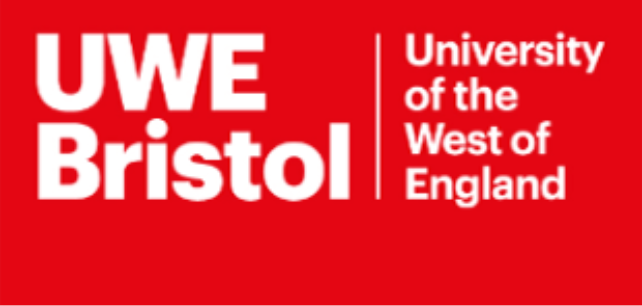 UWE
Bristol
University
of the
West of
England